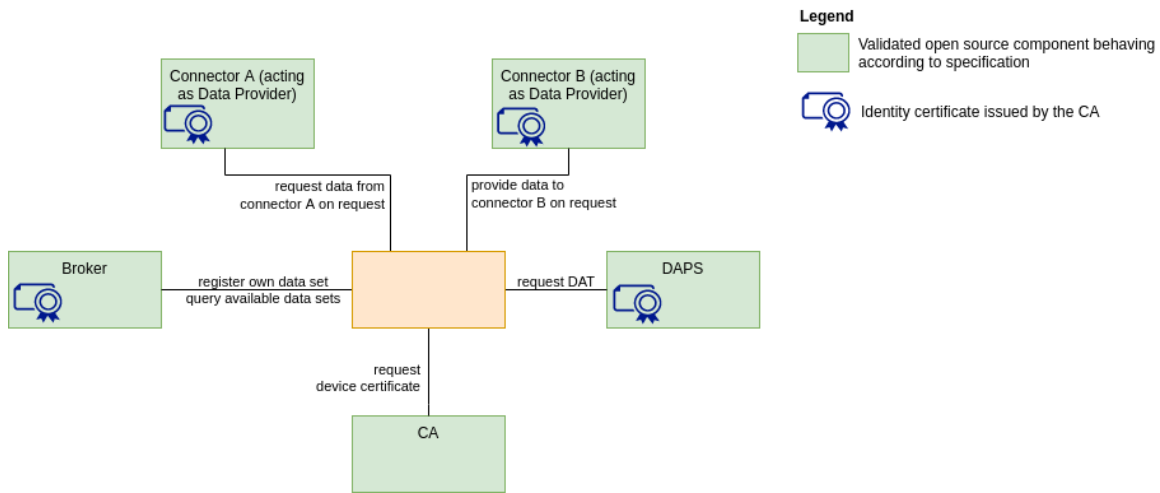 Legend
Validated open source component behaving
according to specification
Identity certificate issued by the CA
Connector A (acting
as Data Provider)
Connector B (acting
as Data Provider)
request data from
connector A on request
provide data to
connector B on request
Broker
register own data set
query available data sets
request DAT
DAPS
request
device certificate
CA